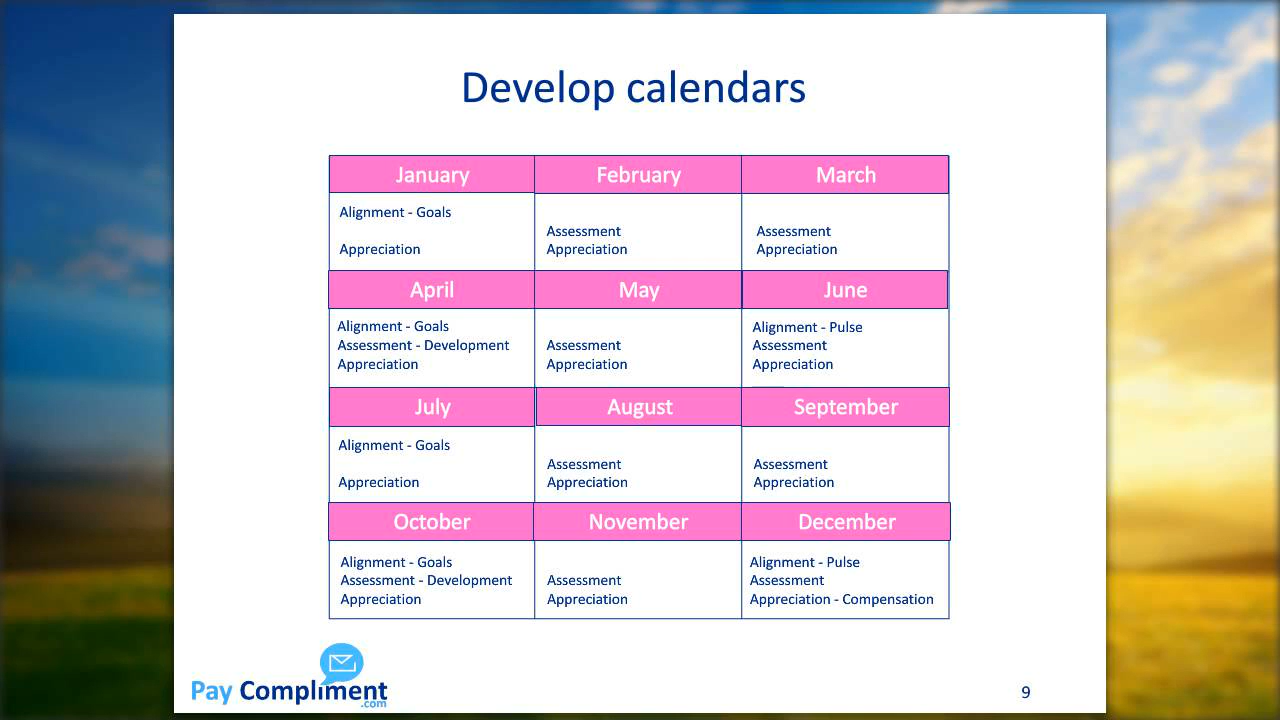 Develop calendars
January February March
Alignment - Goals
Assessment Assessment
Appreciation Appreciation Appreciation
April May June
Alignment - Goals Alignment - Pulse
Assessment - Development Assessment Assessment
Appreciation Appreciation Appreciation
July August September
Alignment - Goals
Assessment Assessment
Appreciation Appreciation Appreciation
October November December
Alignment - Goals Alignment - Pulse
Assessment - Development Assessment Assessment
Appreciation Appreciation Appreciation - Compensation
Pay Compliment
.com
9